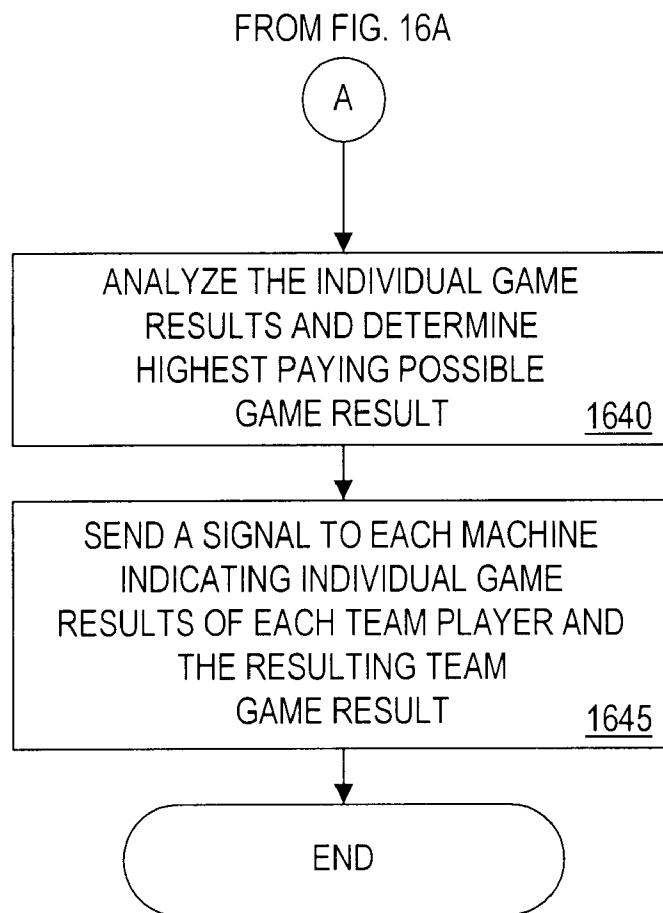 FROM FIG. 16A
A
ANALYZE THE INDIVIDUAL GAME
RESULTS AND DETERMINE
HIGHEST PAYING POSSIBLE
GAME RESULT 1640
SEND A SIGNAL TO EACH MACHINE
INDICATING INDIVIDUAL GAME
RESULTS OF EACH TEAM PLAYER AND
THE RESULTING TEAM
GAME RESULT 1645
END